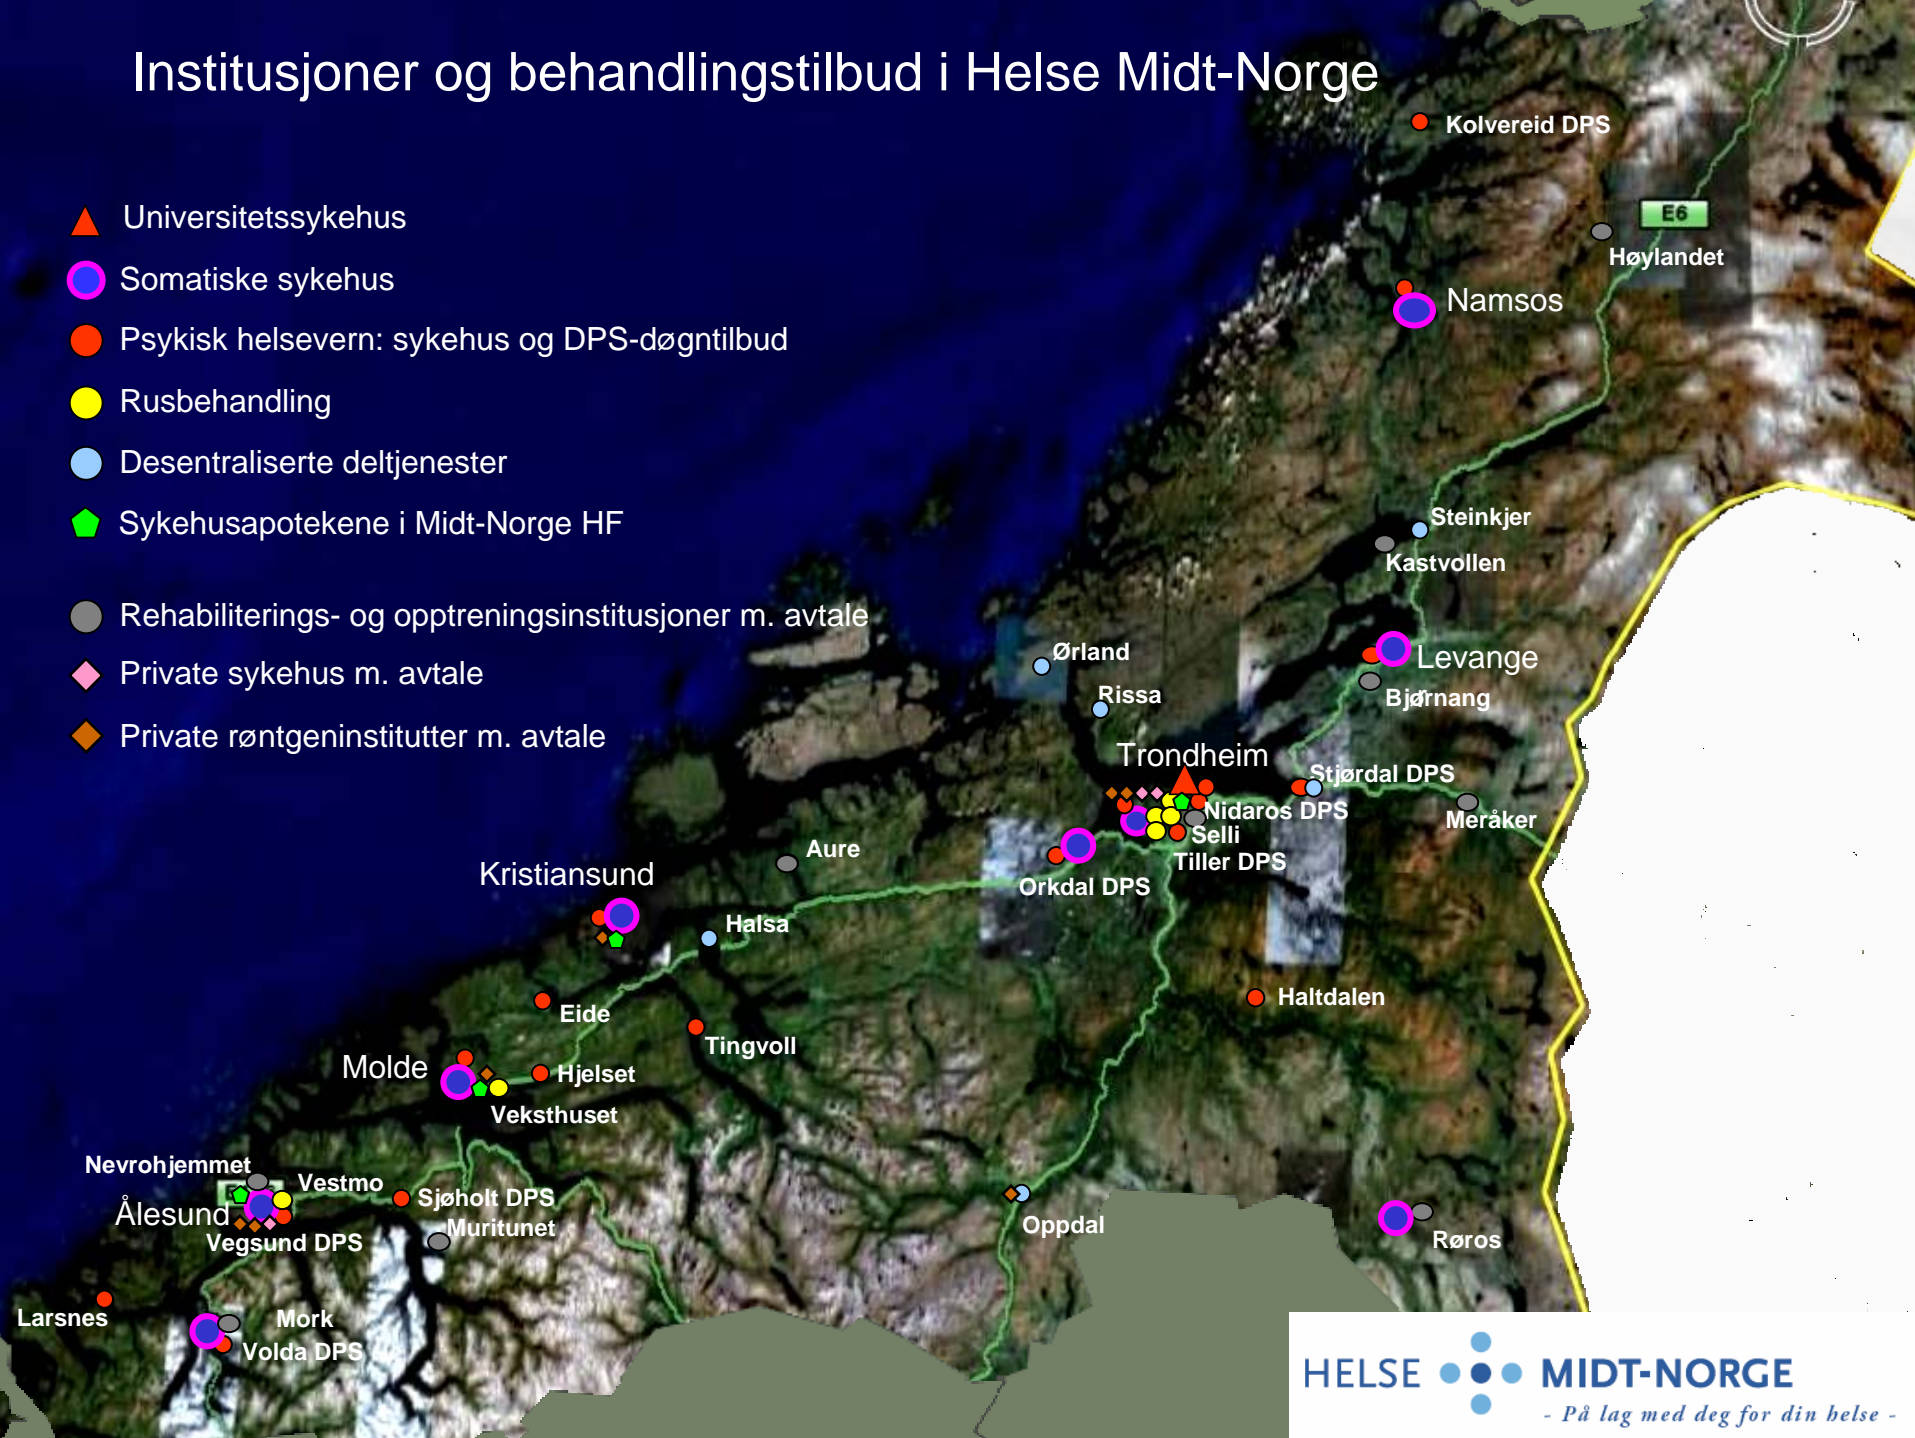 Institusjoner og behandlingstilbud i Helse Midt-Norge
Kolvereid DPS
Universitetssykehus
E6
Høylandet
Somatiske sykehus
Namsos
Psykisk helsevern: sykehus og DPS-døgntilbud
Rusbehandling
Desentraliserte deltjenester
Sykehusapotekene i Midt-Norge HF
Steinkjer
Kastvollen
Rehabiliterings- og opptreningsinstitusjoner m. avtale
Private sykehus m. avtale
Private røntgeninstitutter m. avtale
Ørland
Rissa
Levange
Bjørnang
Trondheim
Stjørdal DPS
Nidaros DPS
Meråker
Selli
Tiller DPS
Orkdal DPS
Aure
Kristiansund
Halsa
Haltdalen
Eide
Tingvoll
Molde
Hjelset
Veksthuset
Nevrohjemmet
Vestmo
Sjøholt DPS
Ålesund
Muritunet
Vegsund DPS
Oppdal
Røros
Larsnes
Mork
Volda DPS
HELSE MIDT-NORGE
- På lag med deg for din helse -